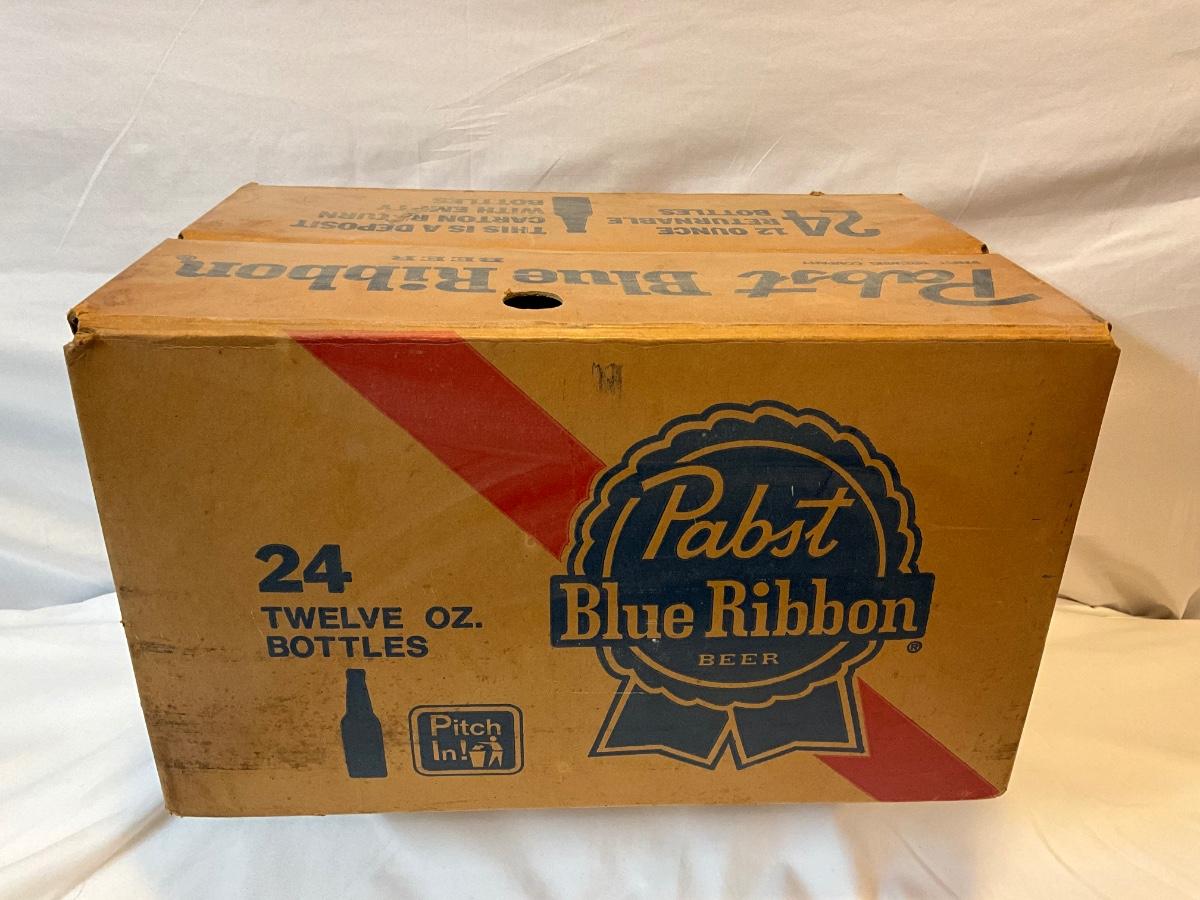 THIS IS A DEPOSIT
CARTON RETURN
WITH EMPTY
BOTTLES
24
12 OUNCE
RETURNABLE
BOTTLES
Pabst Blue Ribbon
BEER
Pabst
Blue Ribbon
BEER
®
24
TWELVE OZ.
BOTTLES
Pitch
In!